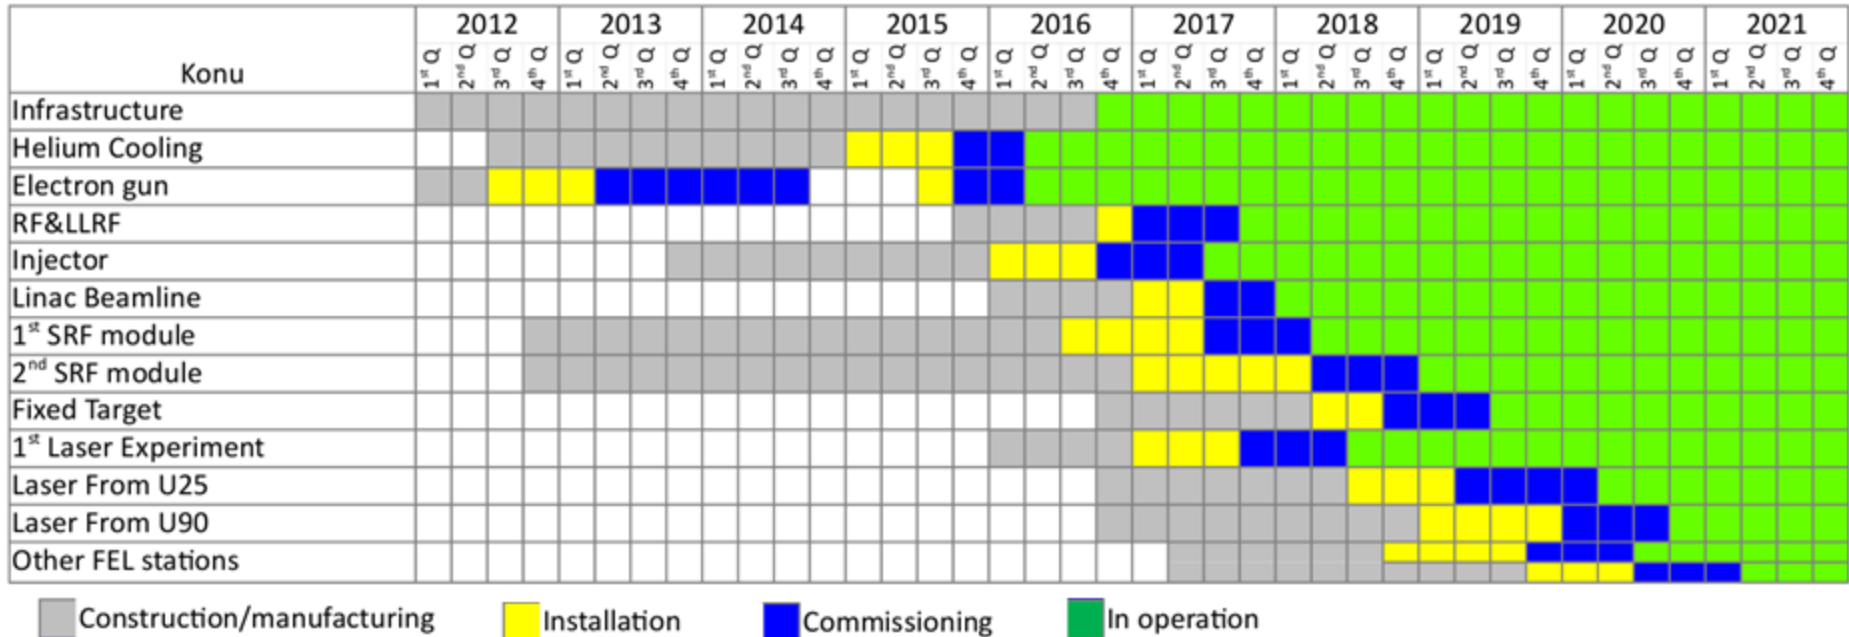 2012 2013 2014 2015 2016 2017 2018 2019 2020 2021
Konu 1st Q 2nd Q 3rd Q 4th Q 1st Q 2nd Q 3rd Q 4th Q 1st Q 2nd Q 3rd Q 4th Q 1st Q 2nd Q 3rd Q 4th Q 1st Q 2nd Q 3rd Q 4th Q 1st Q 2nd Q 3rd Q 4th Q 1st Q 2nd Q 3rd Q 4th Q 1st Q 2nd Q 3rd Q 4th Q 1st Q 2nd Q 3rd Q 4th Q 1st Q 2nd Q 3rd Q 4th Q
Infrastructure
Helium Cooling
Electron gun
RF&LLRF
Injector
Linac Beamline
1st SRF module
2nd SRF module
Fixed Target
1st Laser Experiment
Laser From U25
Laser From U90
Other FEL stations
Construction/manufacturing Installation Commissioning In operation